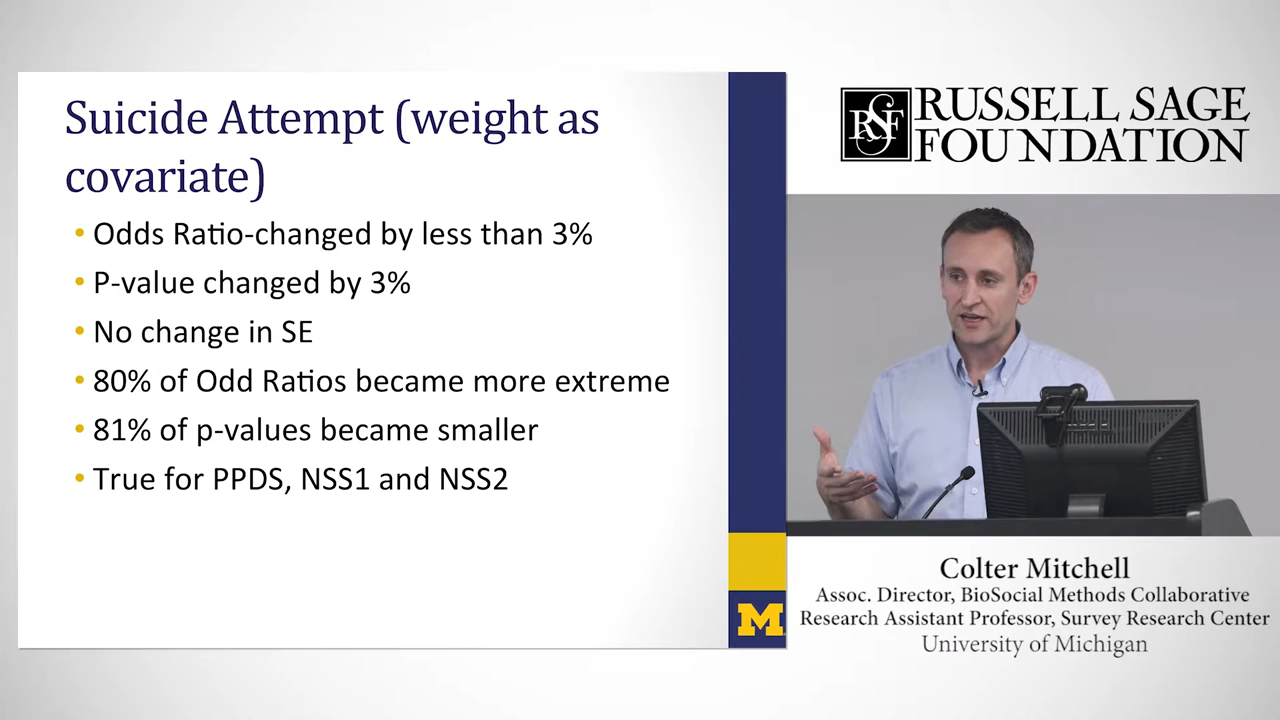 Suicide Attempt (weight as
covariate)
• Odds Ratio-changed by less than 3%
• P-value changed by 3%
• No change in SE
• 80% of Odd Ratios became more extreme
• 81% of p-values became smaller
• True for PPDS, NSS1 and NSS2
M
RSF
RUSSELL SAGE
FOUNDATION
Colter Mitchell
Assoc. Director, BioSocial Methods Collaborative
Research Assistant Professor, Survey Research Center
University of Michigan